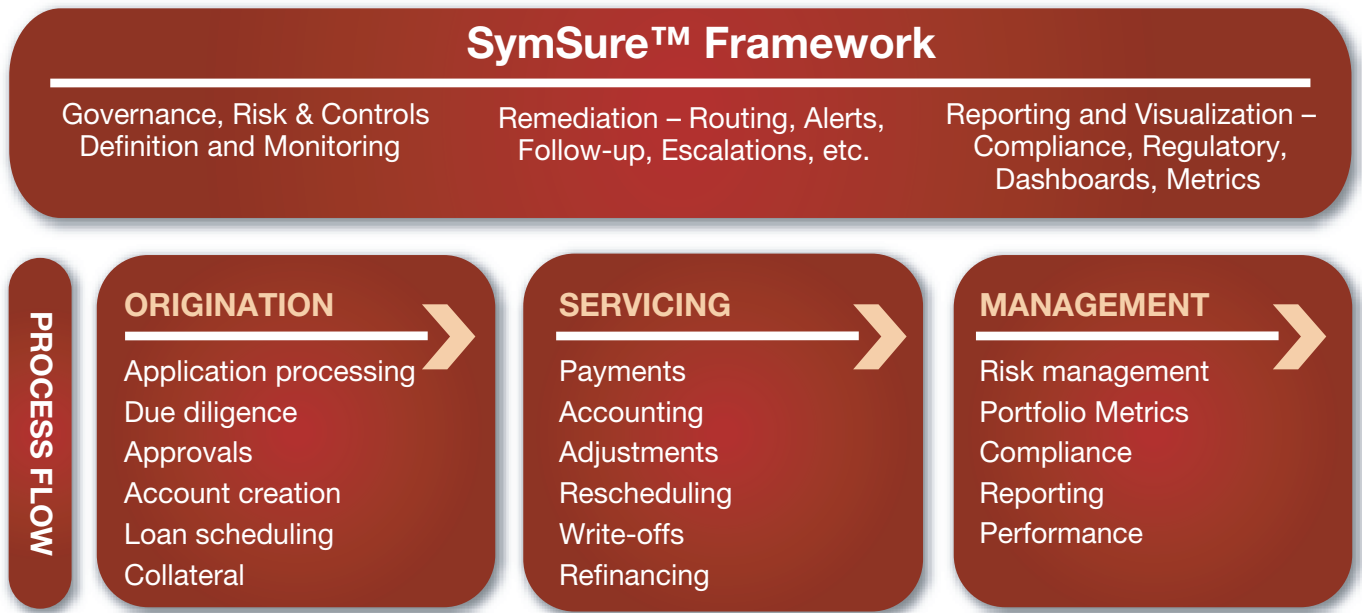 SymSure™ Framework
Governance, Risk & Controls
Definition and Monitoring
Remediation – Routing, Alerts,
Follow-up, Escalations, etc.
Reporting and Visualization –
Compliance, Regulatory,
Dashboards, Metrics
PROCESS FLOW
ORIGINATION
Application processing
Due diligence
Approvals
Account creation
Loan scheduling
Collateral
SERVICING
Payments
Accounting
Adjustments
Rescheduling
Write-offs
Refinancing
MANAGEMENT
Risk management
Portfolio Metrics
Compliance
Reporting
Performance